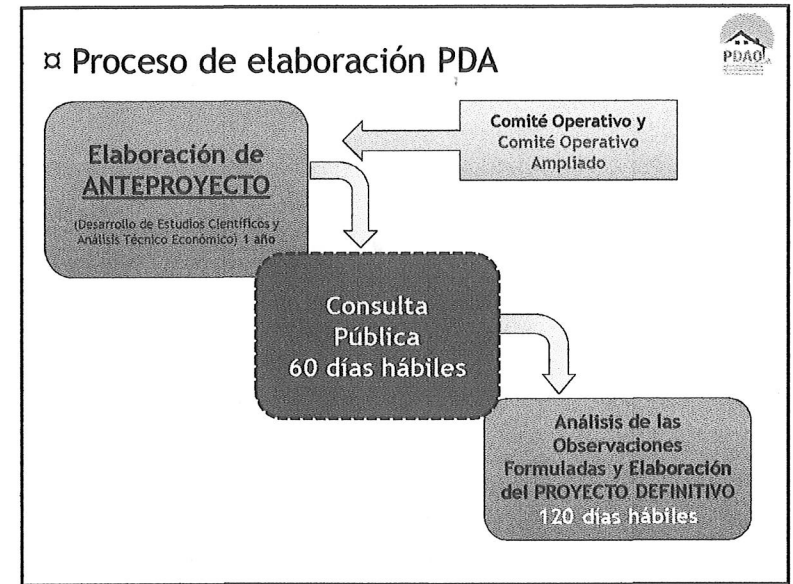 ¤ Proceso de elaboración PDA
PDAO
Elaboración de
ANTEPROYECTO
(Desarrollo de Estudios Científicos y
Análisis Técnico Económico) 1 año
Comité Operativo y
Comité Operativo
Ampliado
Consulta
Pública
60 días hábiles
Análisis de las
Observaciones
Formuladas y Elaboración
del PROYECTO DEFINITIVO
120 días hábiles